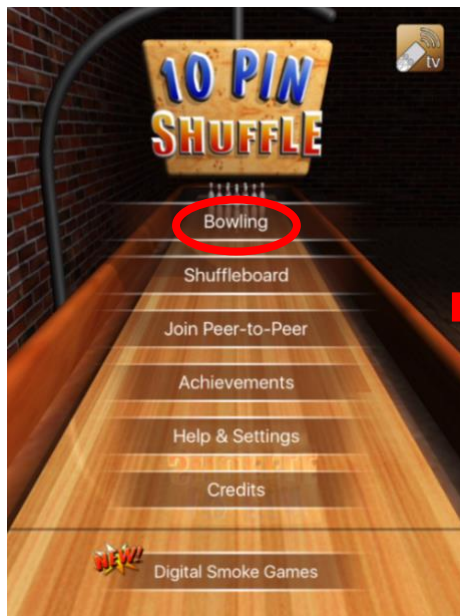 10 PIN
SHUFFLE
tv
Bowling
Shuffleboard
Join Peer-to-Peer
Achievements
Help & Settings
Credits
NEW!
Digital Smoke Games